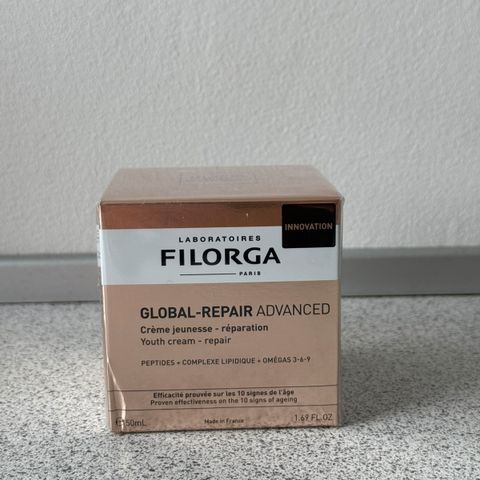 INNOVATION
LABORATOIRES
FILORGA
PARIS
GLOBAL-REPAIR ADVANCED
Crème jeunesse - réparation
Youth cream - repair
PEPTIDES + COMPLEXE LIPIDIQUE + OMÉGAS 3-6-9
Efficacité prouvée sur les 10 signes de l'âge
Proven effectiveness on the 10 signs of ageing
50mL Made in France 1.69 FL.OZ